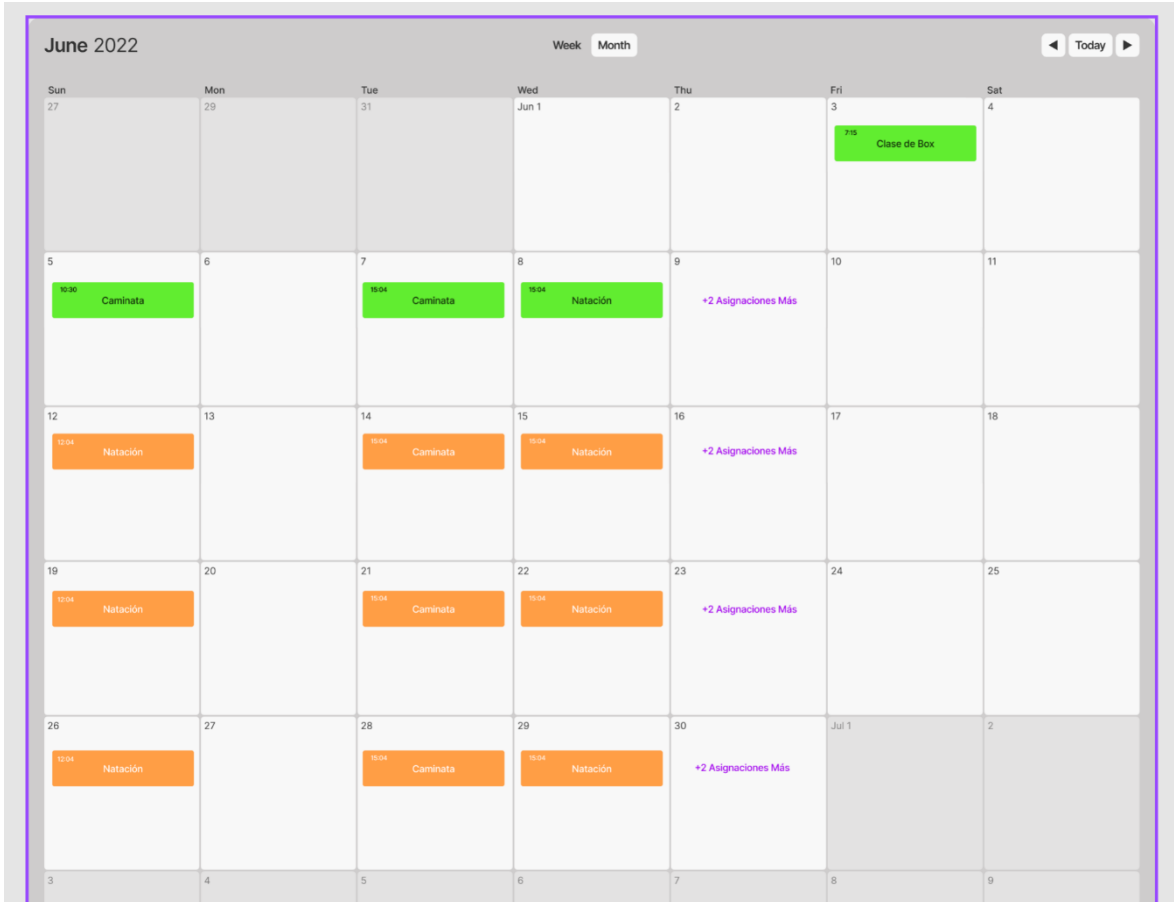 June 2022 Week Month ◀ Today ▶
Sun Mon Tue Wed Thu Fri Sat
27 29 31 Jun 1 2 3 4
7:15
Clase de Box
5 6 7 8 9 10 11
10:30 15:04 15:04
Caminata Caminata Natación +2 Asignaciones Más
12 13 14 15 16 17 18
12:04 15:04 15:04
Natación Caminata Natación +2 Asignaciones Más
19 20 21 22 23 24 25
12:04 15:04 15:04
Natación Caminata Natación +2 Asignaciones Más
26 27 28 29 30 Jul 1 2
12:04 15:04 15:04
Natación Caminata Natación +2 Asignaciones Más
3 4 5 6 7 8 9